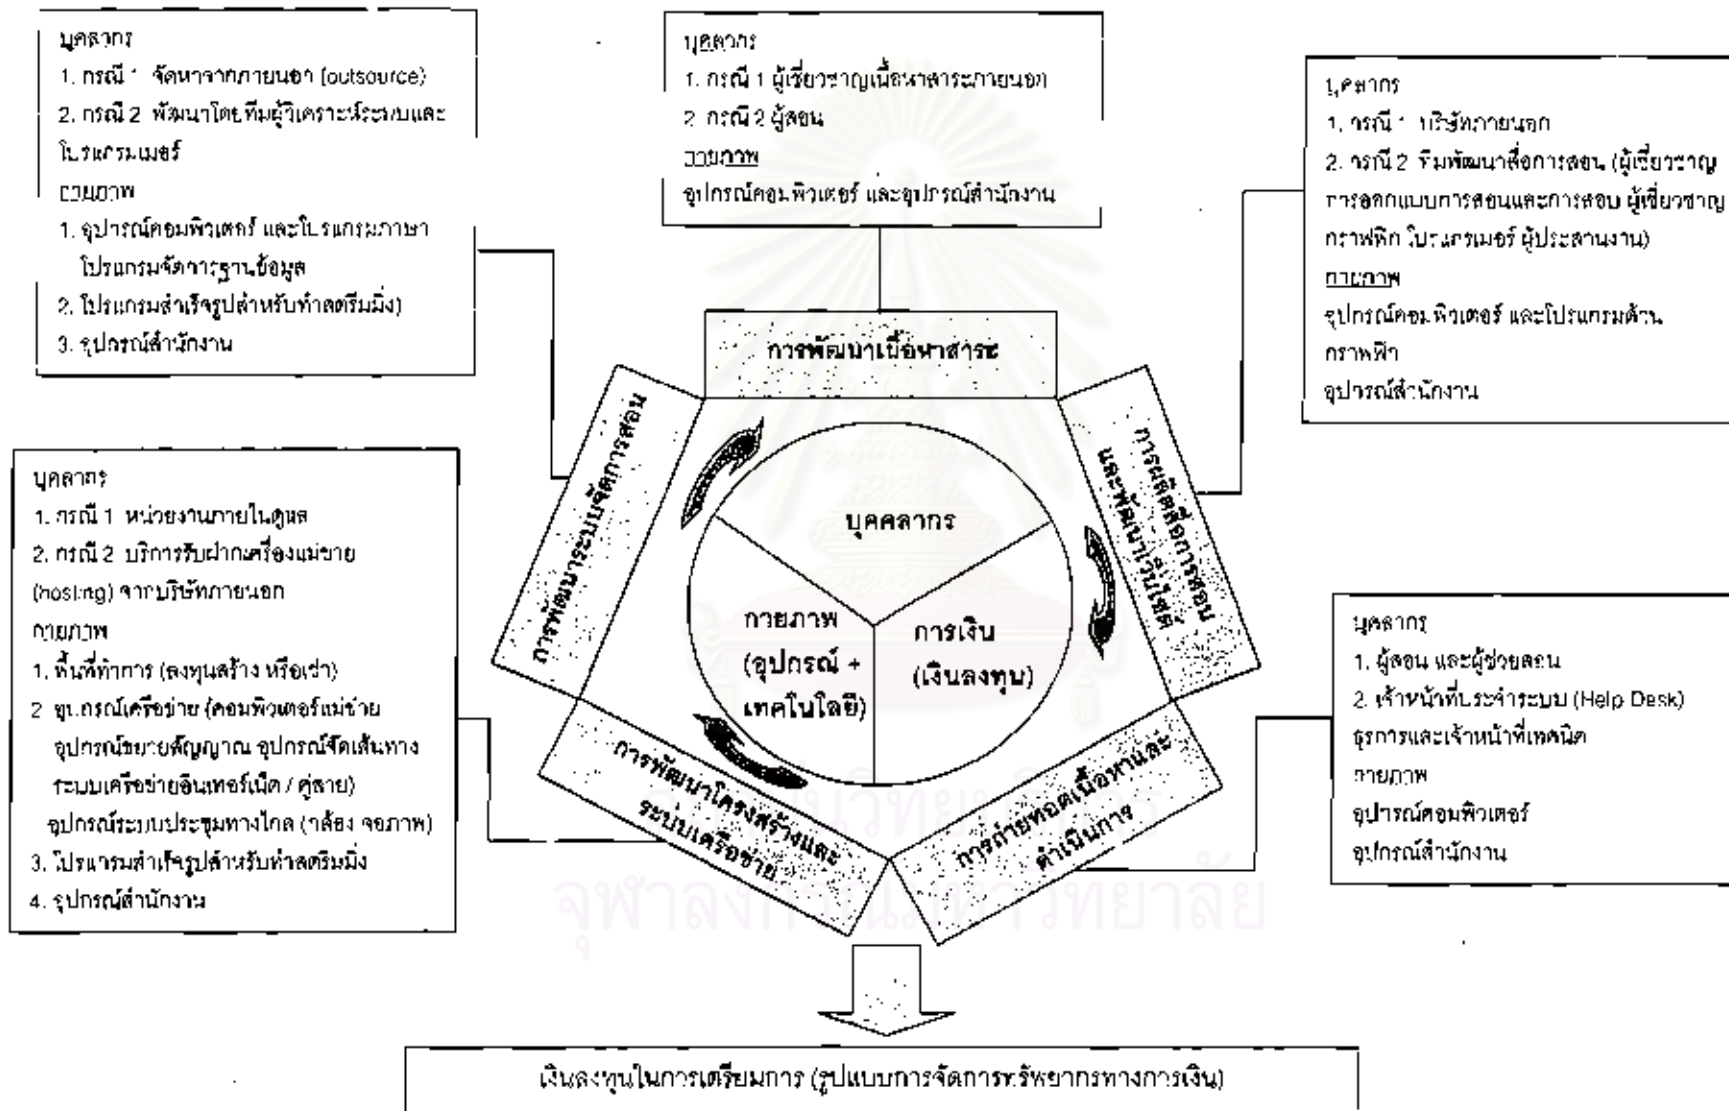 บุคลากร
1. กรณี 1 จัดหาจากภายนอก (outsource)
2. กรณี 2 พัฒนาโดยทีมผู้วิเคราะห์ระบบและ
โปรแกรมเมอร์
กายภาพ
1. อุปกรณ์คอมพิวเตอร์ และโปรแกรมภาษา
โปรแกรมจัดการฐานข้อมูล
2. โปรแกรมสำเร็จรูปสำหรับทำสตรีมมิ่ง)
3. อุปกรณ์สำนักงาน
บุคลากร
1. กรณี 1 ผู้เชี่ยวชาญเนื้อหาสาระภายนอก
2 กรณี 2 ผู้สอน
กายภาพ
อุปกรณ์คอมพิวเตอร์ และอุปกรณ์สำนักงาน
บุคลากร
1. กรณี 1 บริษัทภายนอก
2. กรณี 2 ทีมพัฒนาสื่อการสอน (ผู้เชี่ยวชาญ
การออกแบบการสอนและการสอบ ผู้เชี่ยวชาญ
กราฟฟิก โปรแกรมเมอร์ ผู้ประสานงาน)
กายภาพ
อุปกรณ์คอมพิวเตอร์ และโปรแกรมด้าน
กราฟฟิก
อุปกรณ์สำนักงาน
การพัฒนาเนื้อหาสาระ
การพัฒนาระบบจัดการสอน
การผลิตสื่อการสอน
และพัฒนาเว็บไซต์
บุคคลากร
กายภาพ
(อุปกรณ์ +
เทคโนโลยี)
การเงิน
(เงินลงทุน)
บุคลากร
1. กรณี 1 หน่วยงานภายในดูแล
2. กรณี 2 บริการรับฝากเครื่องแม่ข่าย
(hosting) จากบริษัทภายนอก
กายภาพ
1. พื้นที่ทำการ (ลงทุนสร้าง หรือเช่า)
2 อุปกรณ์เครือข่าย (คอมพิวเตอร์แม่ข่าย
อุปกรณ์ขยายสัญญาณ อุปกรณ์จัดเส้นทาง
ระบบเครือข่ายอินเทอร์เน็ต / คู่สาย)
อุปกรณ์ระบบประชุมทางไกล (กล้อง จอภาพ)
3. โปรแกรมสำเร็จรูปสำหรับทำสตรีมมิ่ง
4. อุปกรณ์สำนักงาน
บุคลากร
1. ผู้สอน และผู้ช่วยสอน
2. เจ้าหน้าที่ประจำระบบ (Help Desk)
ธุรการและเจ้าหน้าที่เทคนิค
กายภาพ
อุปกรณ์คอมพิวเตอร์
อุปกรณ์สำนักงาน
การพัฒนาโครงสร้างและ
ระบบเครือข่าย
การถ่ายทอดเนื้อหาและ
ดำเนินการ
สถาบันวิทยบริการ
จุฬาลงกรณ์มหาวิทยาลัย
เงินลงทุนในการเตรียมการ (รูปแบบการจัดการทรัพยากรทางการเงิน)